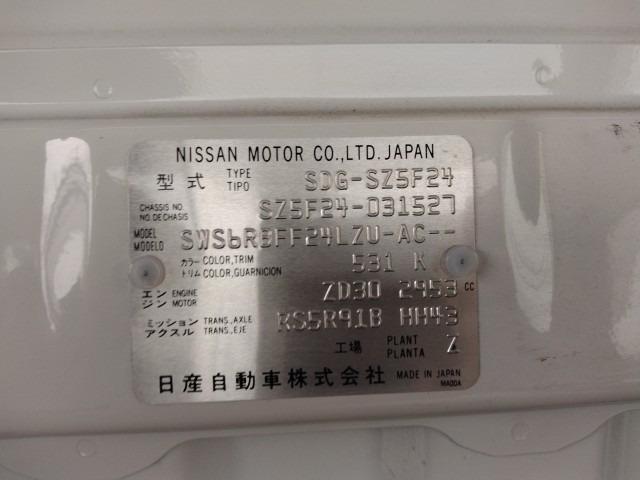 NISSAN MOTOR CO.,LTD. JAPAN
型式 TYPE TIPO SDG-SZ5F24
CHASSIS NO. NO. DE CHASIS SZ5F24-031527
MODEL MODELO SWS6R3FF24LZU-AC--
カラー COLOR,TRIM トリム COLOR,GUARNICION 531 K
エンジン ENGINE MOTOR ZD30 2953 CC
ミッション TRANS.,AXLE アクスル TRANS.,EJE RS5R91B HH43
工場 PLANT PLANTA Z
日産自動車株式会社 MADE IN JAPAN
MA00A